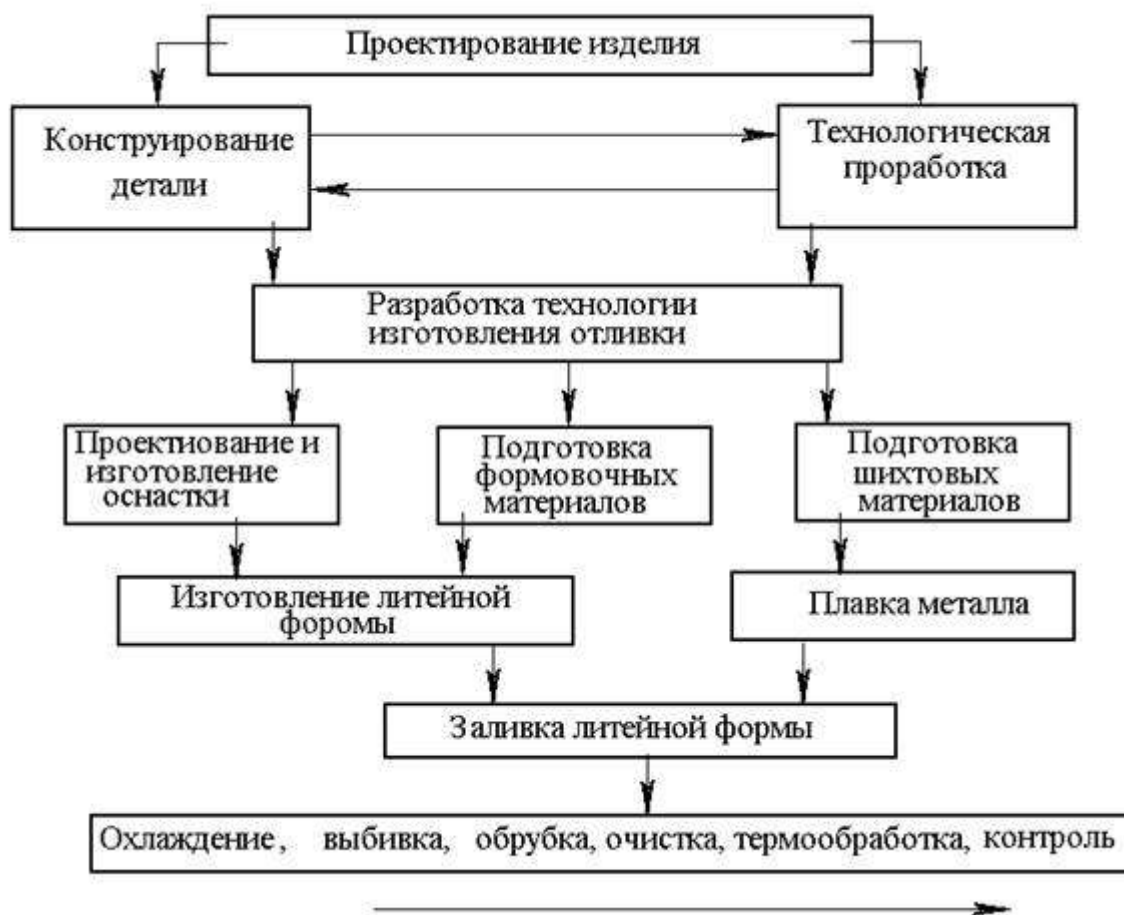 Проектирование изделия
Конструирование
детали
Технологическая
проработка
Разработка технологии
изготовления отливки
Проектиование и
изготовление
оснастки
Подготовка
формовочных
материалов
Подготовка
шихтовых
материалов
Изготовление литейной
форомы
Плавка металла
Заливка литейной формы
Охлаждение, выбивка, обрубка, очистка, термообработка, контроль